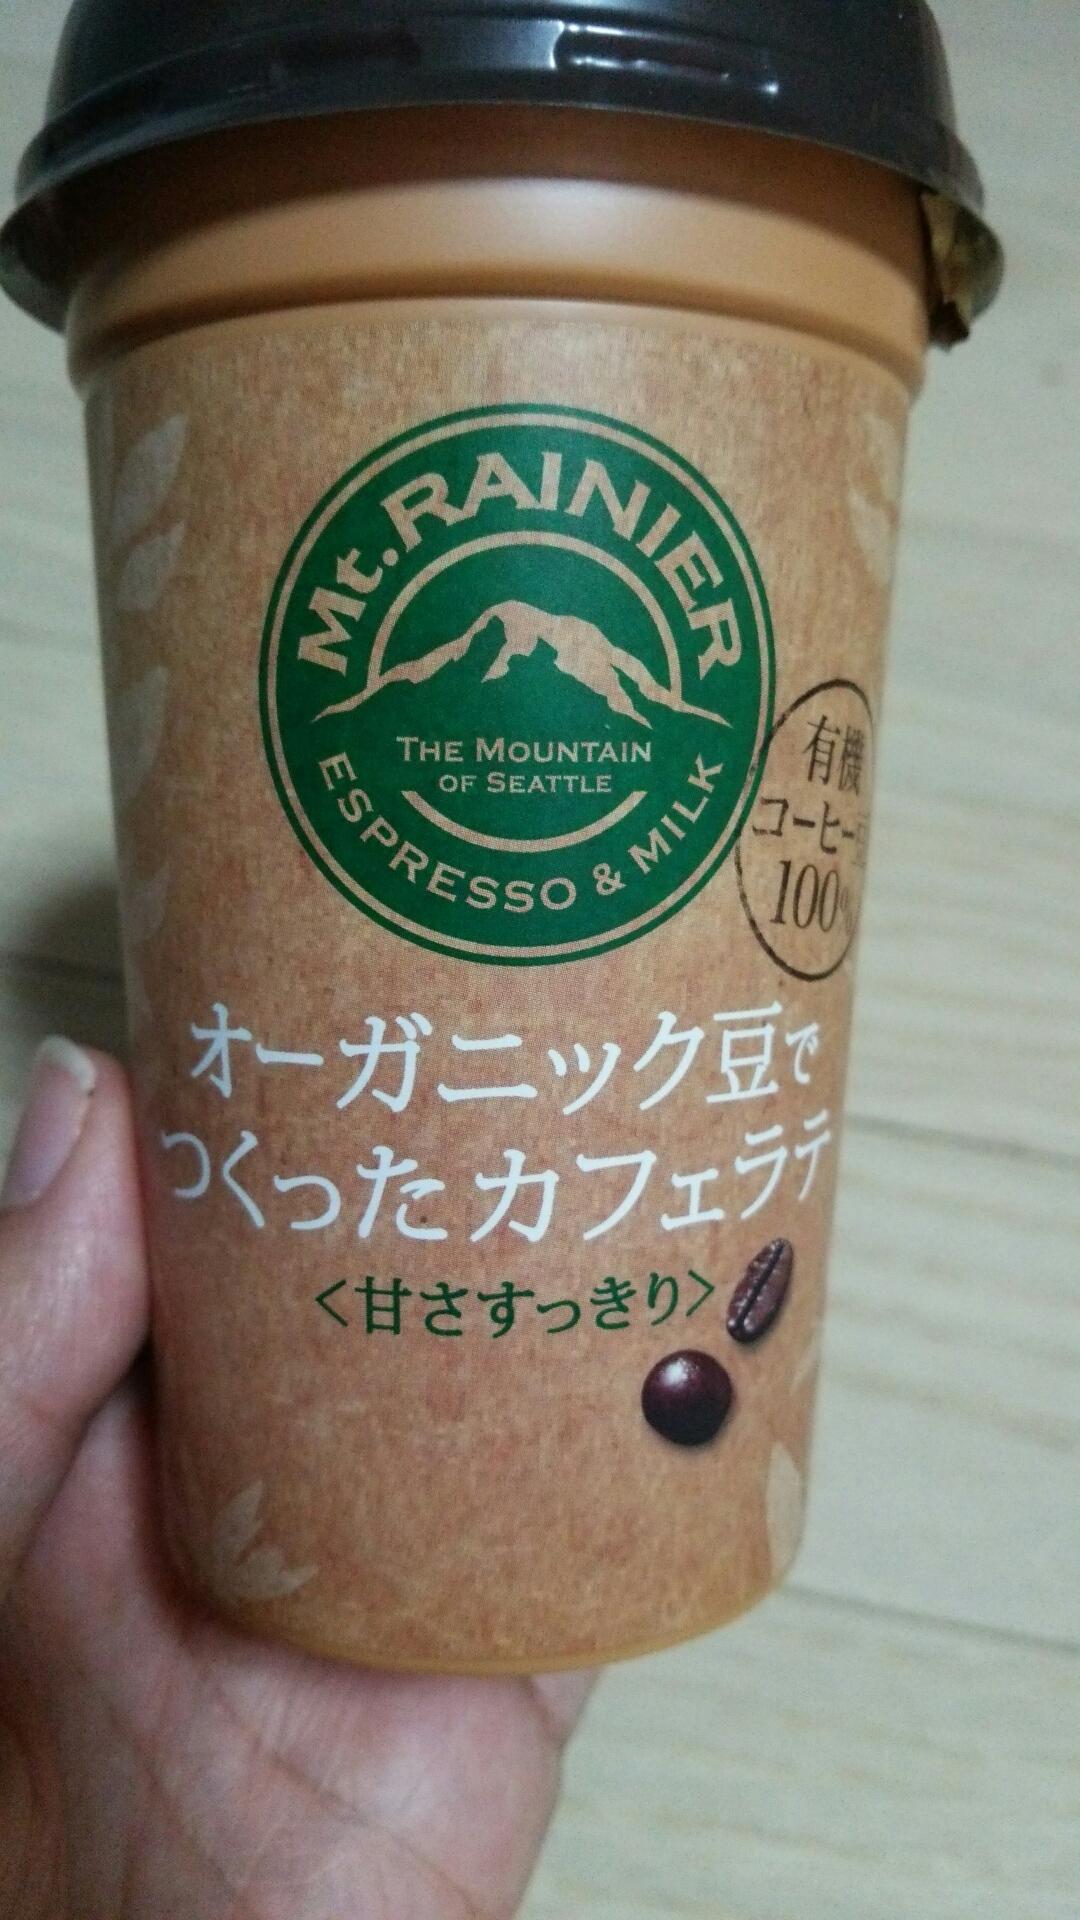 Mt. RAINIER
THE MOUNTAIN
OF SEATTLE
ESPRESSO & MILK
有機
コーヒー豆
100%
オーガニック豆で
つくったカフェラテ
<甘さすっきり>